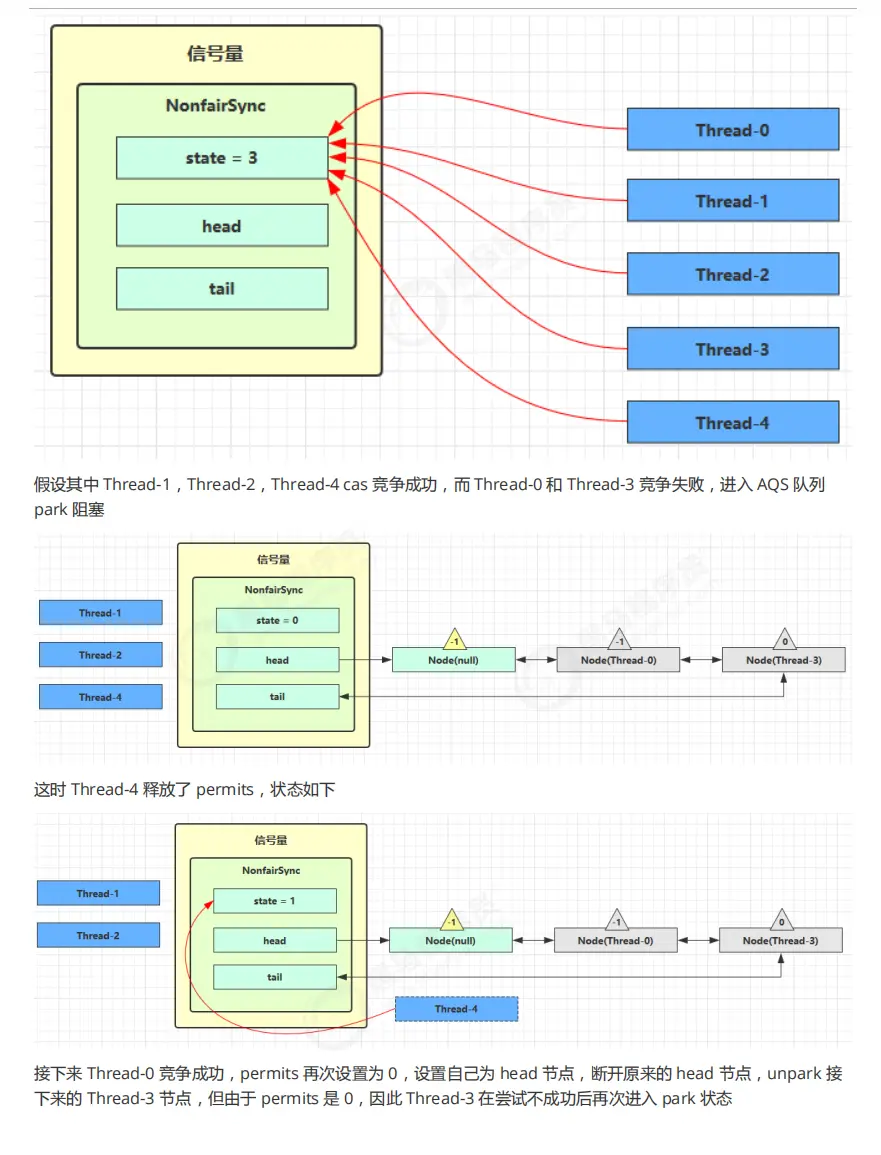 信号量
NonfairSync
state = 3
head
tail
Thread-0
Thread-1
Thread-2
Thread-3
Thread-4
假设其中 Thread-1，Thread-2，Thread-4 cas 竞争成功，而 Thread-0 和 Thread-3 竞争失败，进入 AQS 队列
park 阻塞
信号量
NonfairSync
state = 0
head
tail
Thread-1
Thread-2
Thread-4
-1
Node(null)
-1
Node(Thread-0)
0
Node(Thread-3)
这时 Thread-4 释放了 permits，状态如下
信号量
NonfairSync
state = 1
head
tail
Thread-1
Thread-2
-1
Node(null)
-1
Node(Thread-0)
0
Node(Thread-3)
Thread-4
接下来 Thread-0 竞争成功，permits 再次设置为 0，设置自己为 head 节点，断开原来的 head 节点，unpark 接
下来的 Thread-3 节点，但由于 permits 是 0，因此 Thread-3 在尝试不成功后再次进入 park 状态